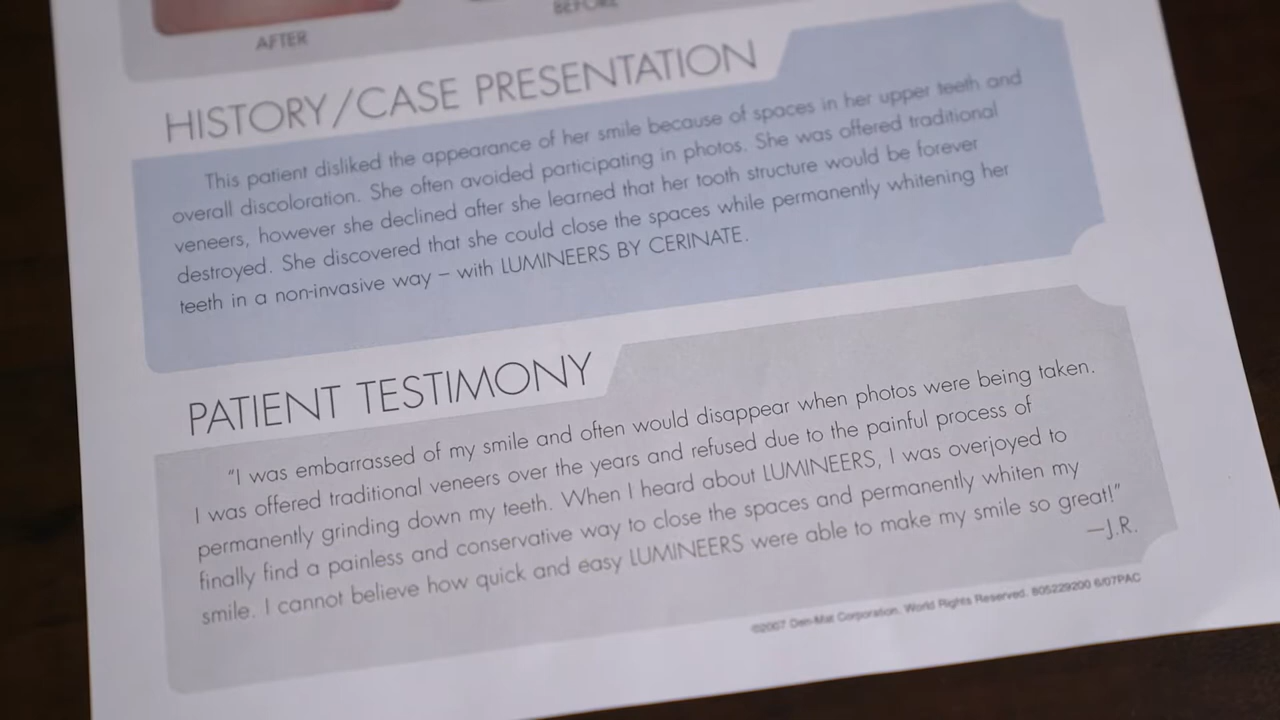 AFTER
BEFORE
HISTORY/CASE PRESENTATION
This patient disliked the appearance of her smile because of spaces in her upper teeth and
overall discoloration. She often avoided participating in photos. She was offered traditional
veneers, however she declined after she learned that her tooth structure would be forever
destroyed. She discovered that she could close the spaces while permanently whitening her
teeth in a non-invasive way – with LUMINEERS BY CERINATE.
PATIENT TESTIMONY
“I was embarrassed of my smile and often would disappear when photos were being taken.
I was offered traditional veneers over the years and refused due to the painful process of
permanently grinding down my teeth. When I heard about LUMINEERS, I was overjoyed to
finally find a painless and conservative way to close the spaces and permanently whiten my
smile. I cannot believe how quick and easy LUMINEERS were able to make my smile so great!”
—J.R.
©2007 Den-Mat Corporation. World Rights Reserved. 805229200 6/07PAC